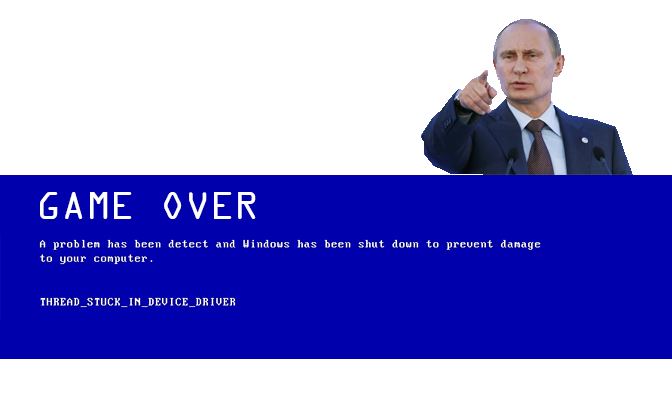 GAME OVER
A problem has been detect and Windows has been shut down to prevent damage
to your computer.
THREAD_STUCK_IN_DEVICE_DRIVER